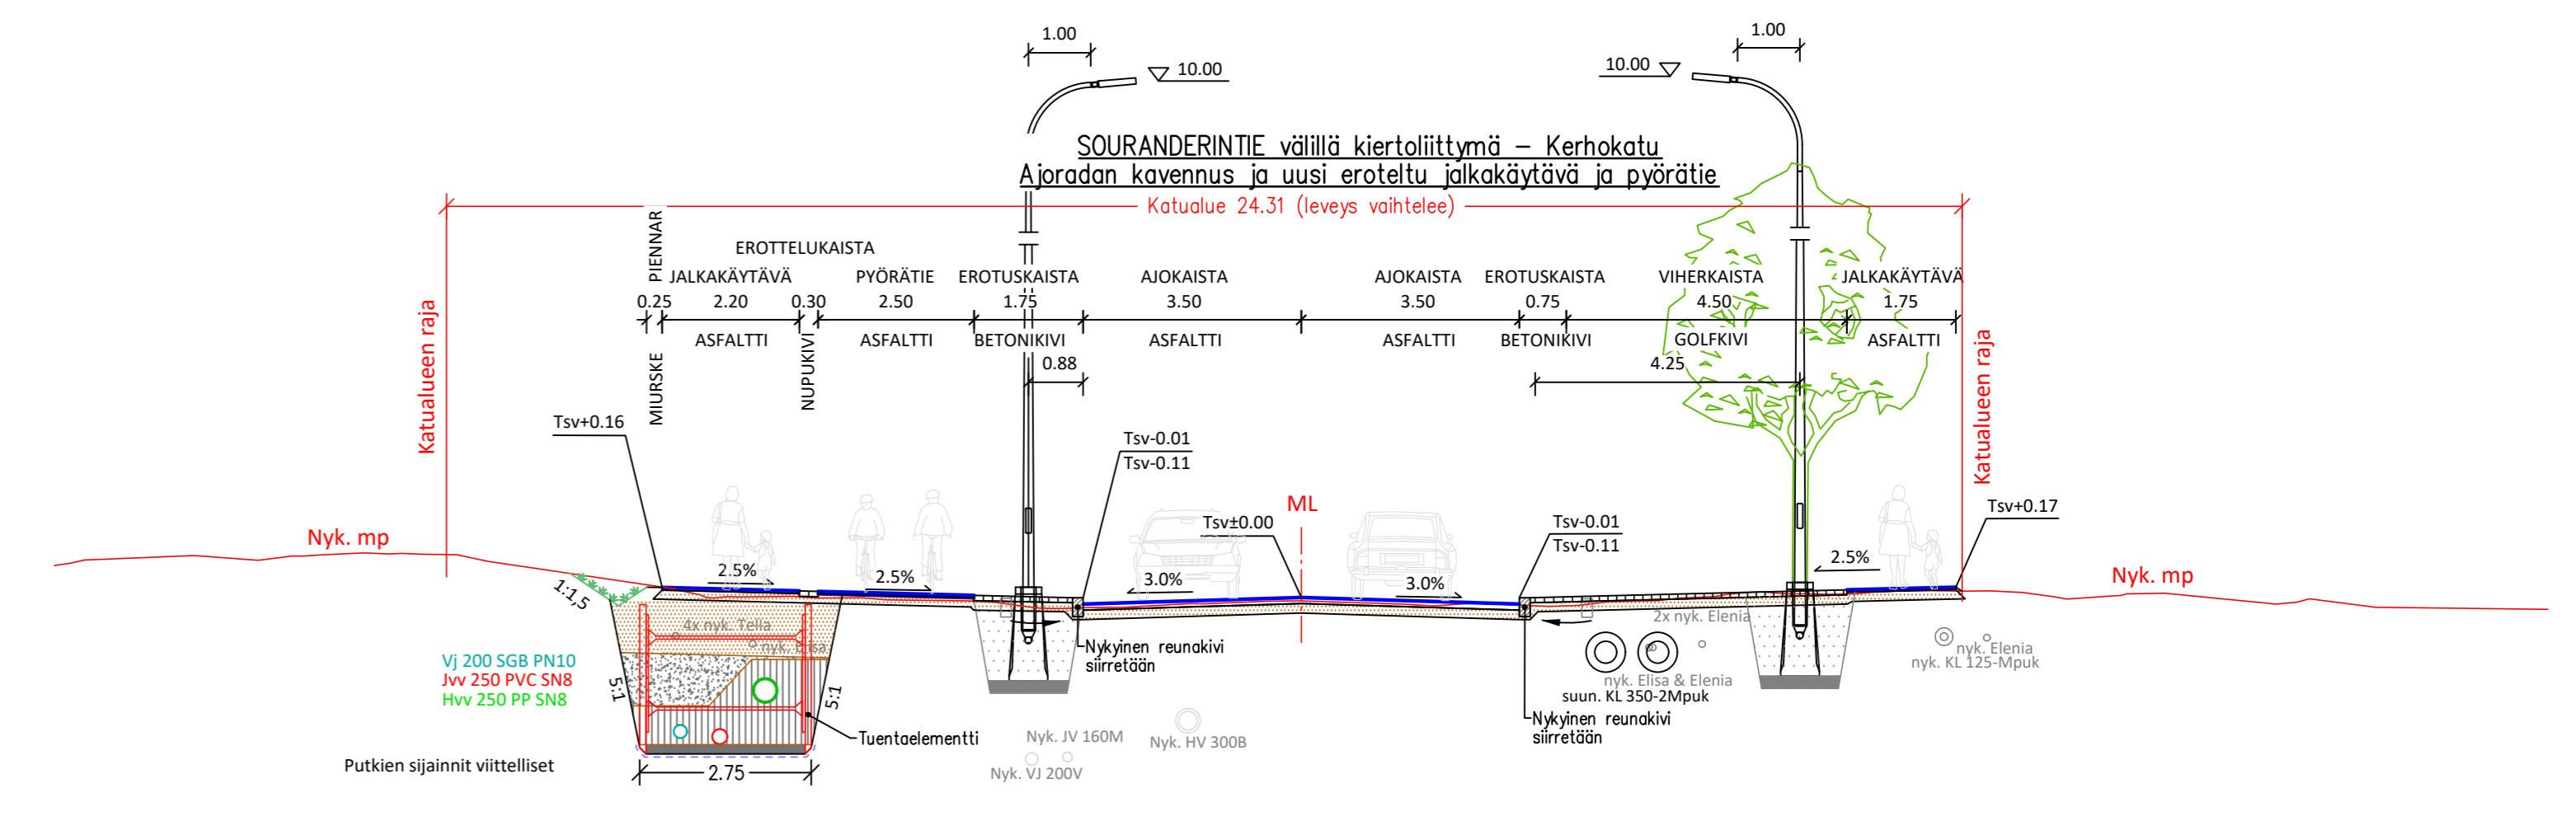 1.00
1.00
10.00
10.00
SOURANDERINTIE välillä kiertoliittymä – Kerhokatu
Ajoradan kavennus ja uusi eroteltu jalkakäytävä ja pyörätie
Katualue 24.31 (leveys vaihtelee)
PIENNAR
EROTTELUKAISTA
JALKAKÄYTÄVÄ
PYÖRÄTIE
EROTUSKAISTA
AJOKAISTA
AJOKAISTA
EROTUSKAISTA
VIHERKAISTA
JALKAKÄYTÄVÄ
0.25
2.20
0.30
2.50
1.75
3.50
3.50
0.75
4.50
1.75
ASFALTTI
ASFALTTI
BETONIKIVI
ASFALTTI
ASFALTTI
BETONIKIVI
GOLFKIVI
ASFALTTI
MIURSKE
NUPUKIVI
0.88
4.25
Katualueen raja
Katualueen raja
Tsv+0.16
Tsv-0.01
Tsv-0.11
Tsv±0.00
ML
Tsv-0.01
Tsv-0.11
Tsv+0.17
Nyk. mp
Nyk. mp
1:1,5
2.5%
2.5%
3.0%
3.0%
2.5%
4x nyk. Telia
nyk. Elisa
2x nyk. Elenia
Nykyinen reunakivi
siirretään
nyk. Elenia
nyk. KL 125-Mpuk
Vj 200 SGB PN10
Jvv 250 PVC SN8
Hvv 250 PP SN8
5:1
5:1
nyk. Elisa & Elenia
suun. KL 350-2Mpuk
Nykyinen reunakivi
siirretään
Tuentaelementti
Nyk. JV 160M
Nyk. HV 300B
Nyk. VJ 200V
Putkien sijainnit viittelliset
2.75